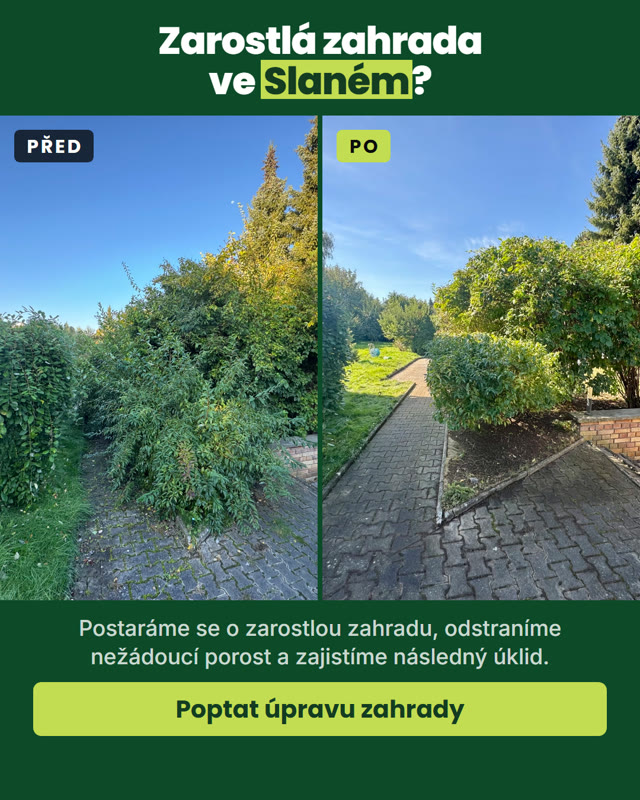 Zarostlá zahrada
ve Slaném?
PŘED
PO
Postaráme se o zarostlou zahradu, odstraníme
nežádoucí porost a zajistíme následný úklid.
Poptat úpravu zahrady